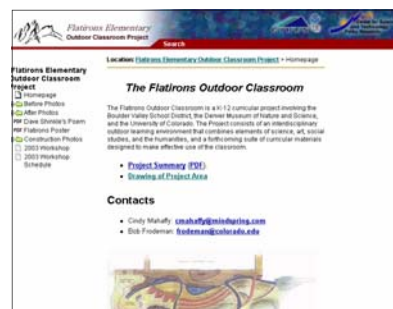 Flatirons Elementary
Outdoor Classroom Project
Search
Location: Flatirons Elementary Outdoor Classroom Project • Homepage
Flatirons Elementary
Outdoor Classroom
Project
Homepage
Before Photos
After Photos
PDF Dave Shinkle's Poem
PDF Flatirons Poster
Construction Photos
2003 Workshop
2003 Workshop
Schedule
The Flatirons Outdoor Classroom
The Flatirons Outdoor Classroom is a K-12 curricular project involving the
Boulder Valley School District, the Denver Museum of Nature and Science,
and the University of Colorado. The Project consists of an interdisciplinary
outdoor learning environment that combines elements of science, art, social
studies, and the humanities, and a forthcoming suite of curricular materials
designed to make effective use of the classroom.
• Project Summary (PDF)
• Drawing of Project Area
Contacts
• Cindy Mahaffy: cmahaffy@mindspring.com
• Bob Frodeman: frodeman@colorado.edu